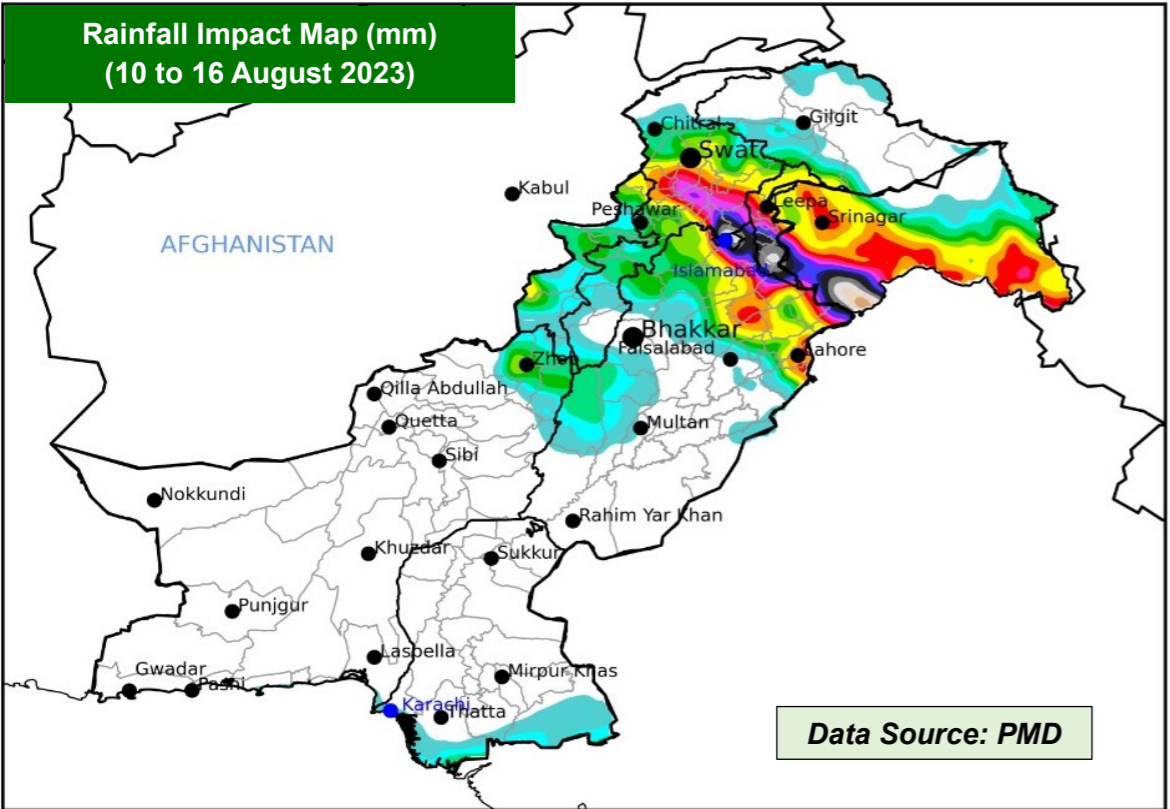 Rainfall Impact Map (mm)
(10 to 16 August 2023)
Chitral
Gilgit
Swat
Kabul
Leepa
Peshawar
Srinagar
AFGHANISTAN
Islamabad
Bhakkar
Faisalabad
Lahore
Zhob
Qilla Abdullah
Quetta
Multan
Sibi
Nokkundi
Rahim Yar Khan
Khuzdar
Sukkur
Punjgur
Lasbella
Gwadar
Mirpur Khas
Pashi
Karachi
Thatta
Data Source: PMD